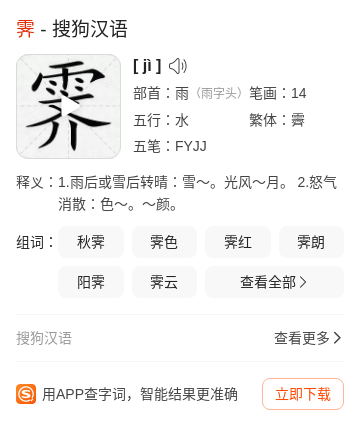 霁 - 搜狗汉语
霁
[ jì ]
部首：雨（雨字头） 笔画：14
五行：水 繁体：霽
五笔：FYJJ
释义：1.雨后或雪后转晴：雪～。光风～月。 2.怒气
消散：色～。～颜。
组词： 秋霁 霁色 霁红 霁朗
阳霁 霁云 查看全部
搜狗汉语 查看更多
用APP查字词，智能结果更准确 立即下载